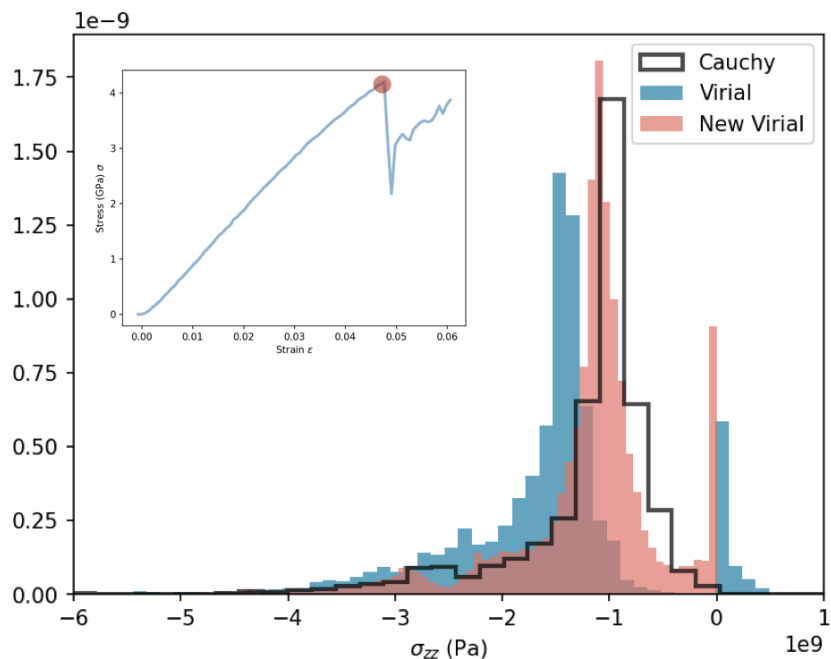 1e−9
Cauchy
Virial
New Virial
1.75
1.50
1.25
1.00
0.75
0.50
0.25
0.00
4
3
2
1
0
Stress (GPa) σ
0.00 0.01 0.02 0.03 0.04 0.05 0.06
Strain ε
−6 −5 −4 −3 −2 −1 0 1
σzz (Pa)
1e9